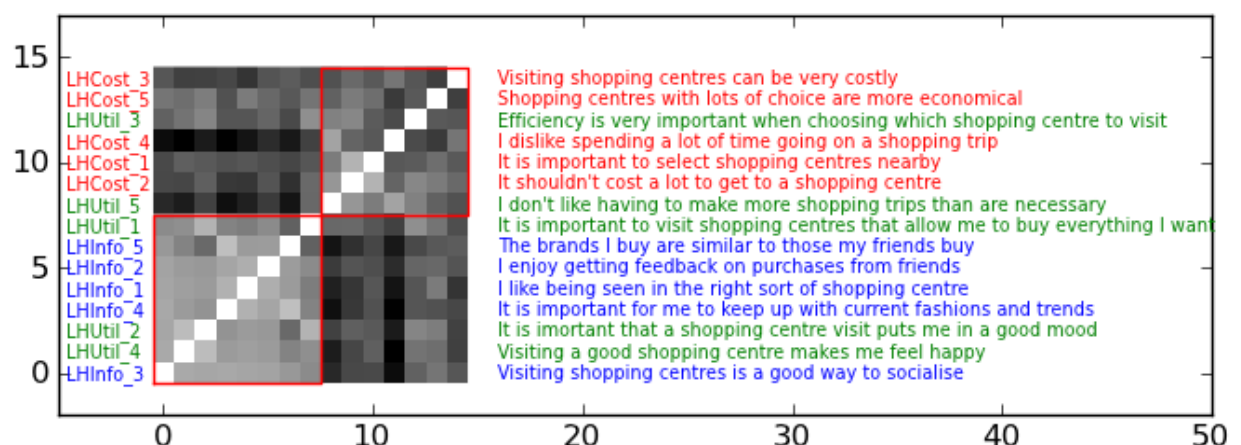 15
LHCost_3 Visiting shopping centres can be very costly
LHCost_5 Shopping centres with lots of choice are more economical
LHUtil_3 Efficiency is very important when choosing which shopping centre to visit
LHCost_4 I dislike spending a lot of time going on a shopping trip
10
LHCost_1 It is important to select shopping centres nearby
LHCost_2 It shouldn't cost a lot to get to a shopping centre
LHUtil_5 I don't like having to make more shopping trips than are necessary
LHUtil_1 It is important to visit shopping centres that allow me to buy everything I want
LHInfo_5 The brands I buy are similar to those my friends buy
5
LHInfo_2 I enjoy getting feedback on purchases from friends
LHInfo_1 I like being seen in the right sort of shopping centre
LHInfo_4 It is important for me to keep up with current fashions and trends
LHUtil_2 It is imortant that a shopping centre visit puts me in a good mood
LHUtil_4 Visiting a good shopping centre makes me feel happy
0
LHInfo_3 Visiting shopping centres is a good way to socialise
0 10 20 30 40 50